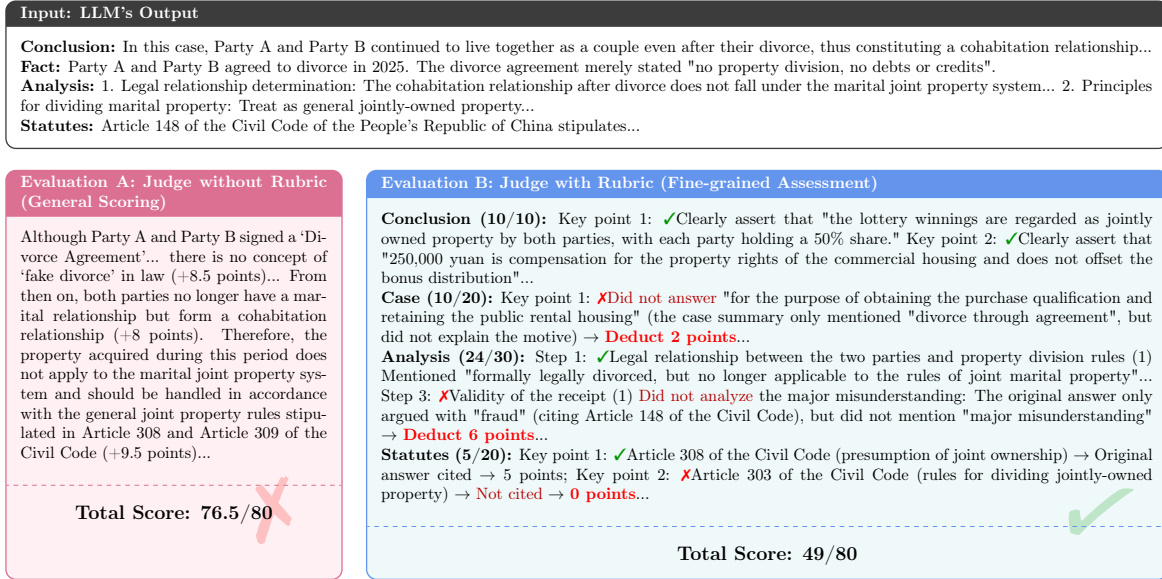 Input: LLM's Output
Conclusion: In this case, Party A and Party B continued to live together as a couple even after their divorce, thus constituting a cohabitation relationship...
Fact: Party A and Party B agreed to divorce in 2025. The divorce agreement merely stated "no property division, no debts or credits".
Analysis: 1. Legal relationship determination: The cohabitation relationship after divorce does not fall under the marital joint property system... 2. Principles
for dividing marital property: Treat as general jointly-owned property...
Statutes: Article 148 of the Civil Code of the People's Republic of China stipulates...
Evaluation A: Judge without Rubric
(General Scoring)
Although Party A and Party B signed a 'Di-
vorce Agreement'... there is no concept of
'fake divorce' in law (+8.5 points)... From
then on, both parties no longer have a mar-
ital relationship but form a cohabitation
relationship (+8 points). Therefore, the
property acquired during this period does
not apply to the marital joint property sys-
tem and should be handled in accordance
with the general joint property rules stipu-
lated in Article 308 and Article 309 of the
Civil Code (+9.5 points)...
Total Score: 76.5/80
Evaluation B: Judge with Rubric (Fine-grained Assessment)
Conclusion (10/10): Key point 1: ✓Clearly assert that "the lottery winnings are regarded as jointly
owned property by both parties, with each party holding a 50% share." Key point 2: ✓Clearly assert that
"250,000 yuan is compensation for the property rights of the commercial housing and does not offset the
bonus distribution"...
Case (10/20): Key point 1: ✗Did not answer "for the purpose of obtaining the purchase qualification and
retaining the public rental housing" (the case summary only mentioned "divorce through agreement", but
did not explain the motive) → Deduct 2 points...
Analysis (24/30): Step 1: ✓Legal relationship between the two parties and property division rules (1)
Mentioned "formally legally divorced, but no longer applicable to the rules of joint marital property"...
Step 3: ✗Validity of the receipt (1) Did not analyze the major misunderstanding: The original answer only
argued with "fraud" (citing Article 148 of the Civil Code), but did not mention "major misunderstanding"
→ Deduct 6 points...
Statutes (5/20): Key point 1: ✓Article 308 of the Civil Code (presumption of joint ownership) → Original
answer cited → 5 points; Key point 2: ✗Article 303 of the Civil Code (rules for dividing jointly-owned
property) → Not cited → 0 points...
Total Score: 49/80